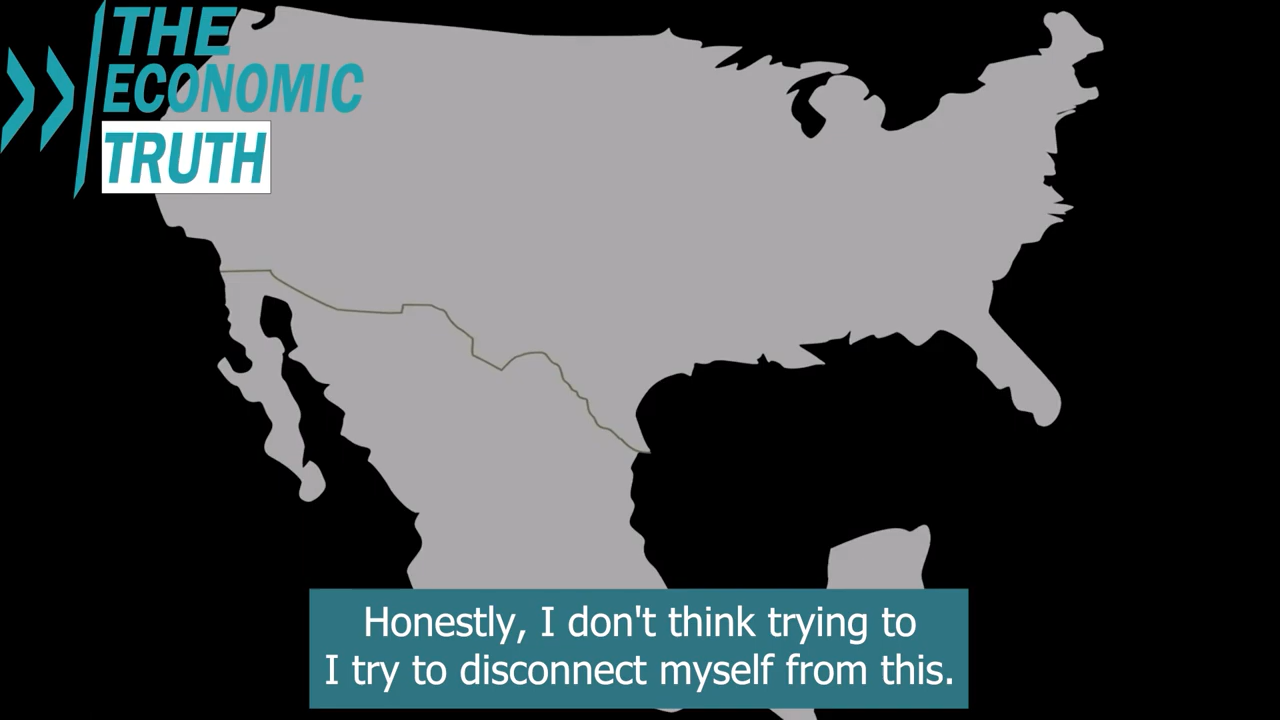 THE
ECONOMIC
TRUTH
Honestly, I don't think trying to
I try to disconnect myself from this.